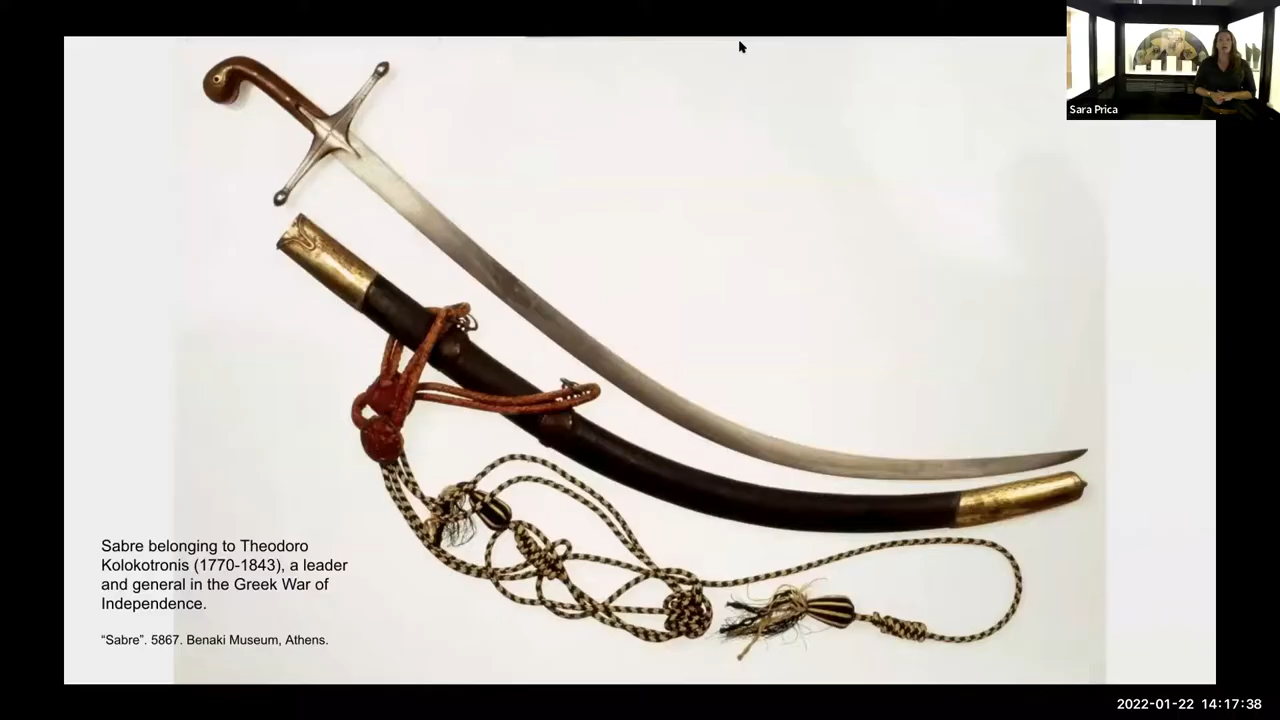 Sara Prica
Sabre belonging to Theodoro
Kolokotronis (1770-1843), a leader
and general in the Greek War of
Independence.
“Sabre”. 5867. Benaki Museum, Athens.
2022-01-22 14:17:38